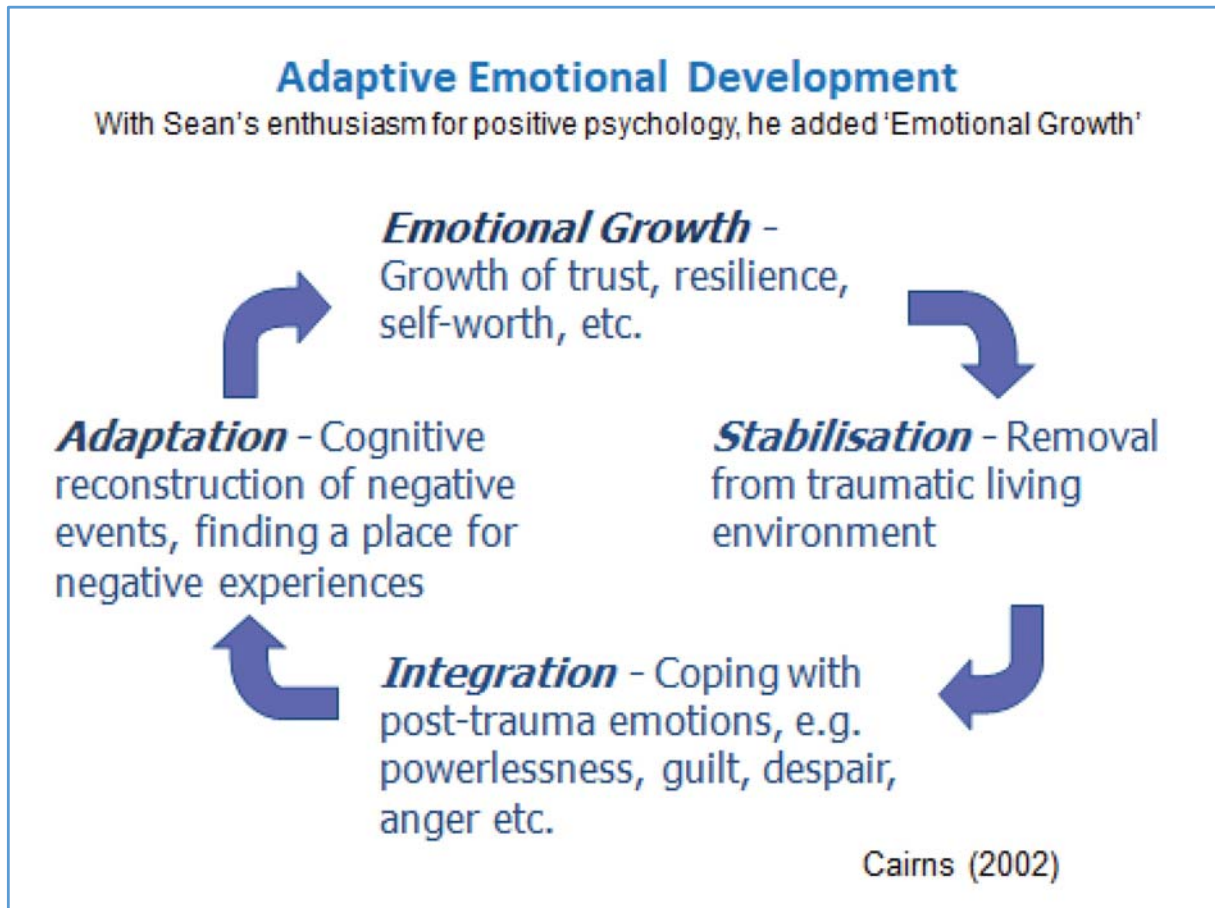 Adaptive Emotional Development
With Sean's enthusiasm for positive psychology, he added 'Emotional Growth'
Emotional Growth -
Growth of trust, resilience,
self-worth, etc.
Stabilisation - Removal
from traumatic living
environment
Integration - Coping with
post-trauma emotions, e.g.
powerlessness, guilt, despair,
anger etc.
Adaptation - Cognitive
reconstruction of negative
events, finding a place for
negative experiences
Cairns (2002)